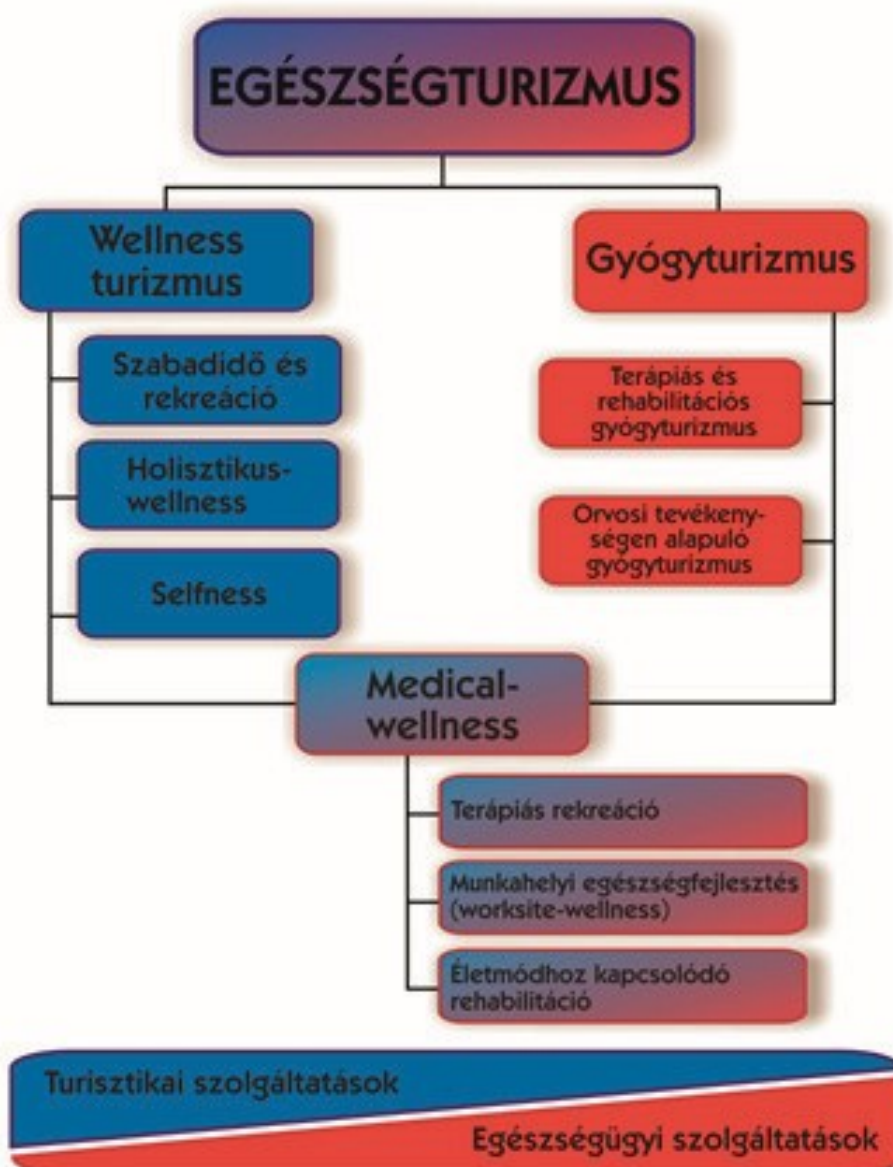 EGÉSZSÉGTURIZMUS
Wellness
turizmus
Szabadidő és
rekreáció
Holisztikus-
wellness
Selfness
Gyógyturizmus
Terápiás és
rehabilitációs
gyógyturizmus
Orvosi tevékeny-
ségen alapuló
gyógyturizmus
Medical-
wellness
Terápiás rekreáció
Munkahelyi egészségfejlesztés
(worksite-wellness)
Életmódhoz kapcsolódó
rehabilitáció
Turisztikai szolgáltatások
Egészségügyi szolgáltatások